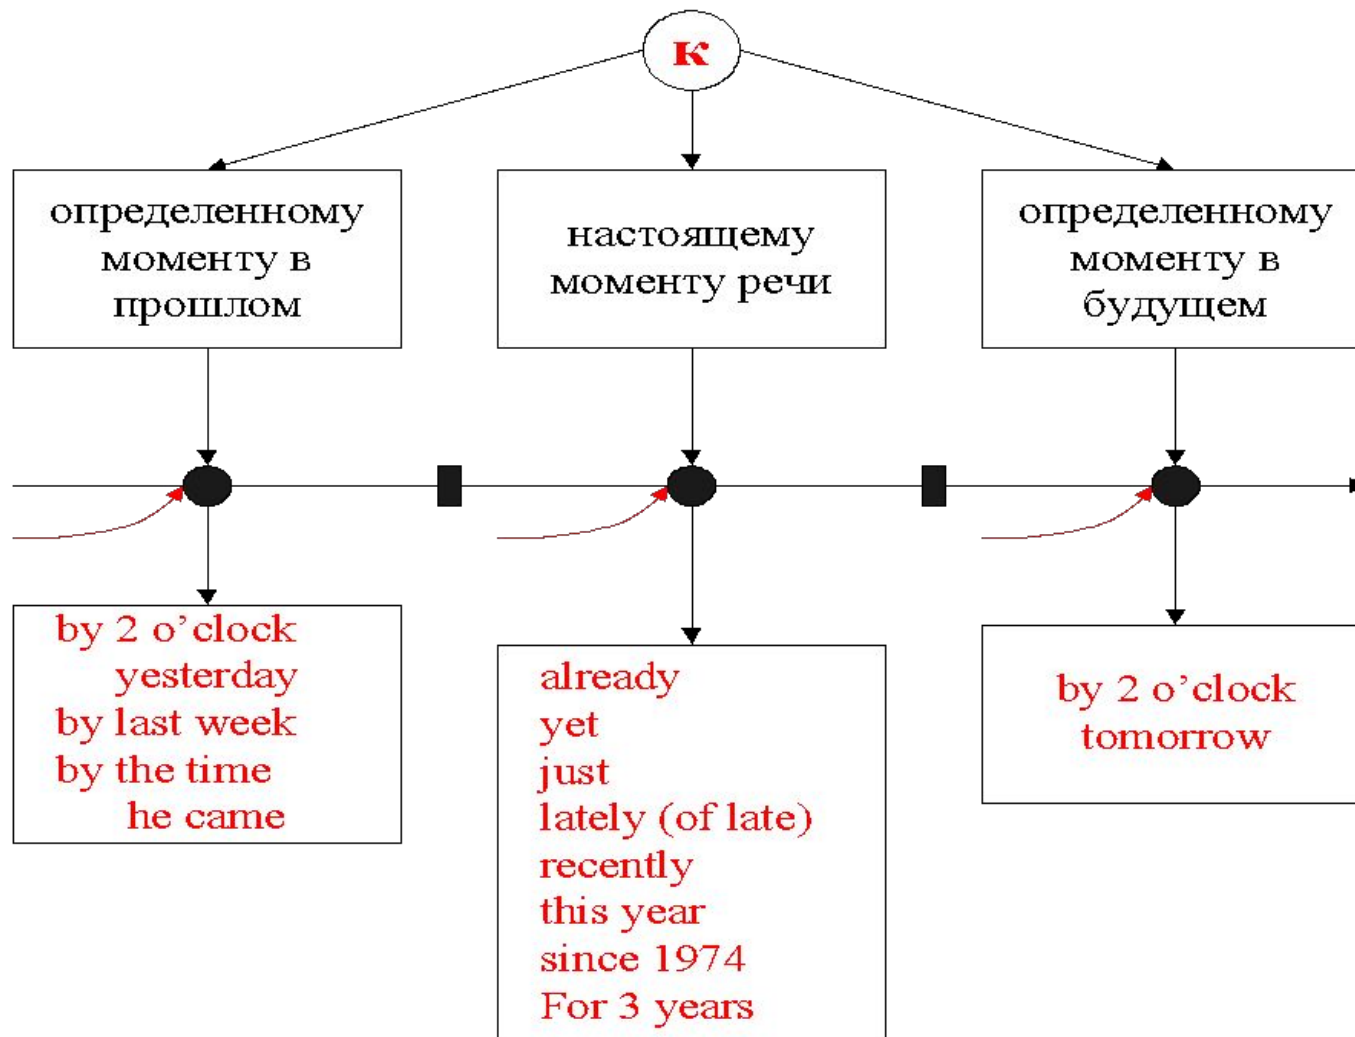 к
определенному
моменту в
прошлом
настоящему
моменту речи
определенному
моменту в
будущем
by 2 o’clock
yesterday
by last week
by the time
he came
already
yet
just
lately (of late)
recently
this year
since 1974
For 3 years
by 2 o’clock
tomorrow